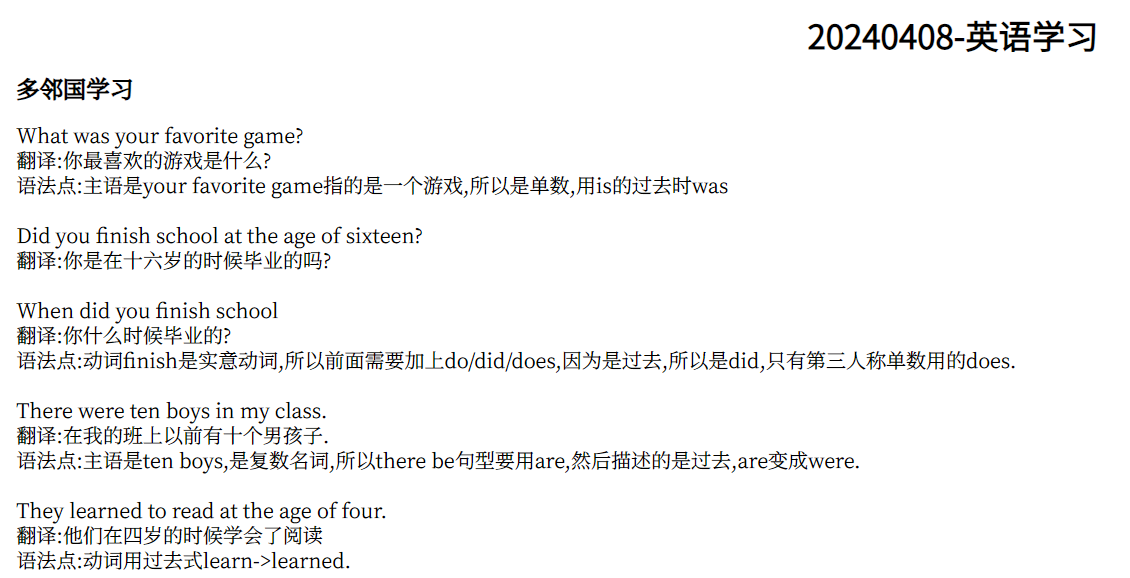 20240408-英语学习
多邻国学习
What was your favorite game?
翻译:你最喜欢的游戏是什么?
语法点:主语是your favorite game指的是一个游戏,所以是单数,用is的过去时was
Did you finish school at the age of sixteen?
翻译:你是在十六岁的时候毕业的吗?
When did you finish school
翻译:你什么时候毕业的?
语法点:动词finish是实意动词,所以前面需要加上do/did/does,因为是过去,所以是did,只有第三人称单数用的does.
There were ten boys in my class.
翻译:在我的班上以前有十个男孩子.
语法点:主语是ten boys,是复数名词,所以there be句型要用are,然后描述的是过去,are变成were.
They learned to read at the age of four.
翻译:他们在四岁的时候学会了阅读
语法点:动词用过去式learn->learned.